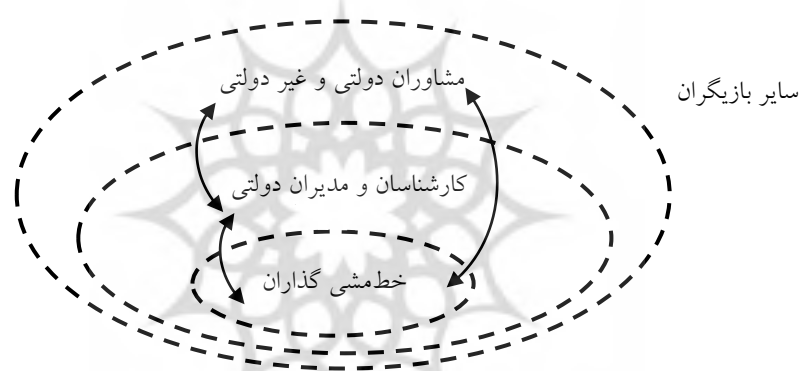 مشاوران دولتی و غیر دولتی
سایر بازیگران
کارشناسان و مدیران دولتی
خط‌مشی گذاران